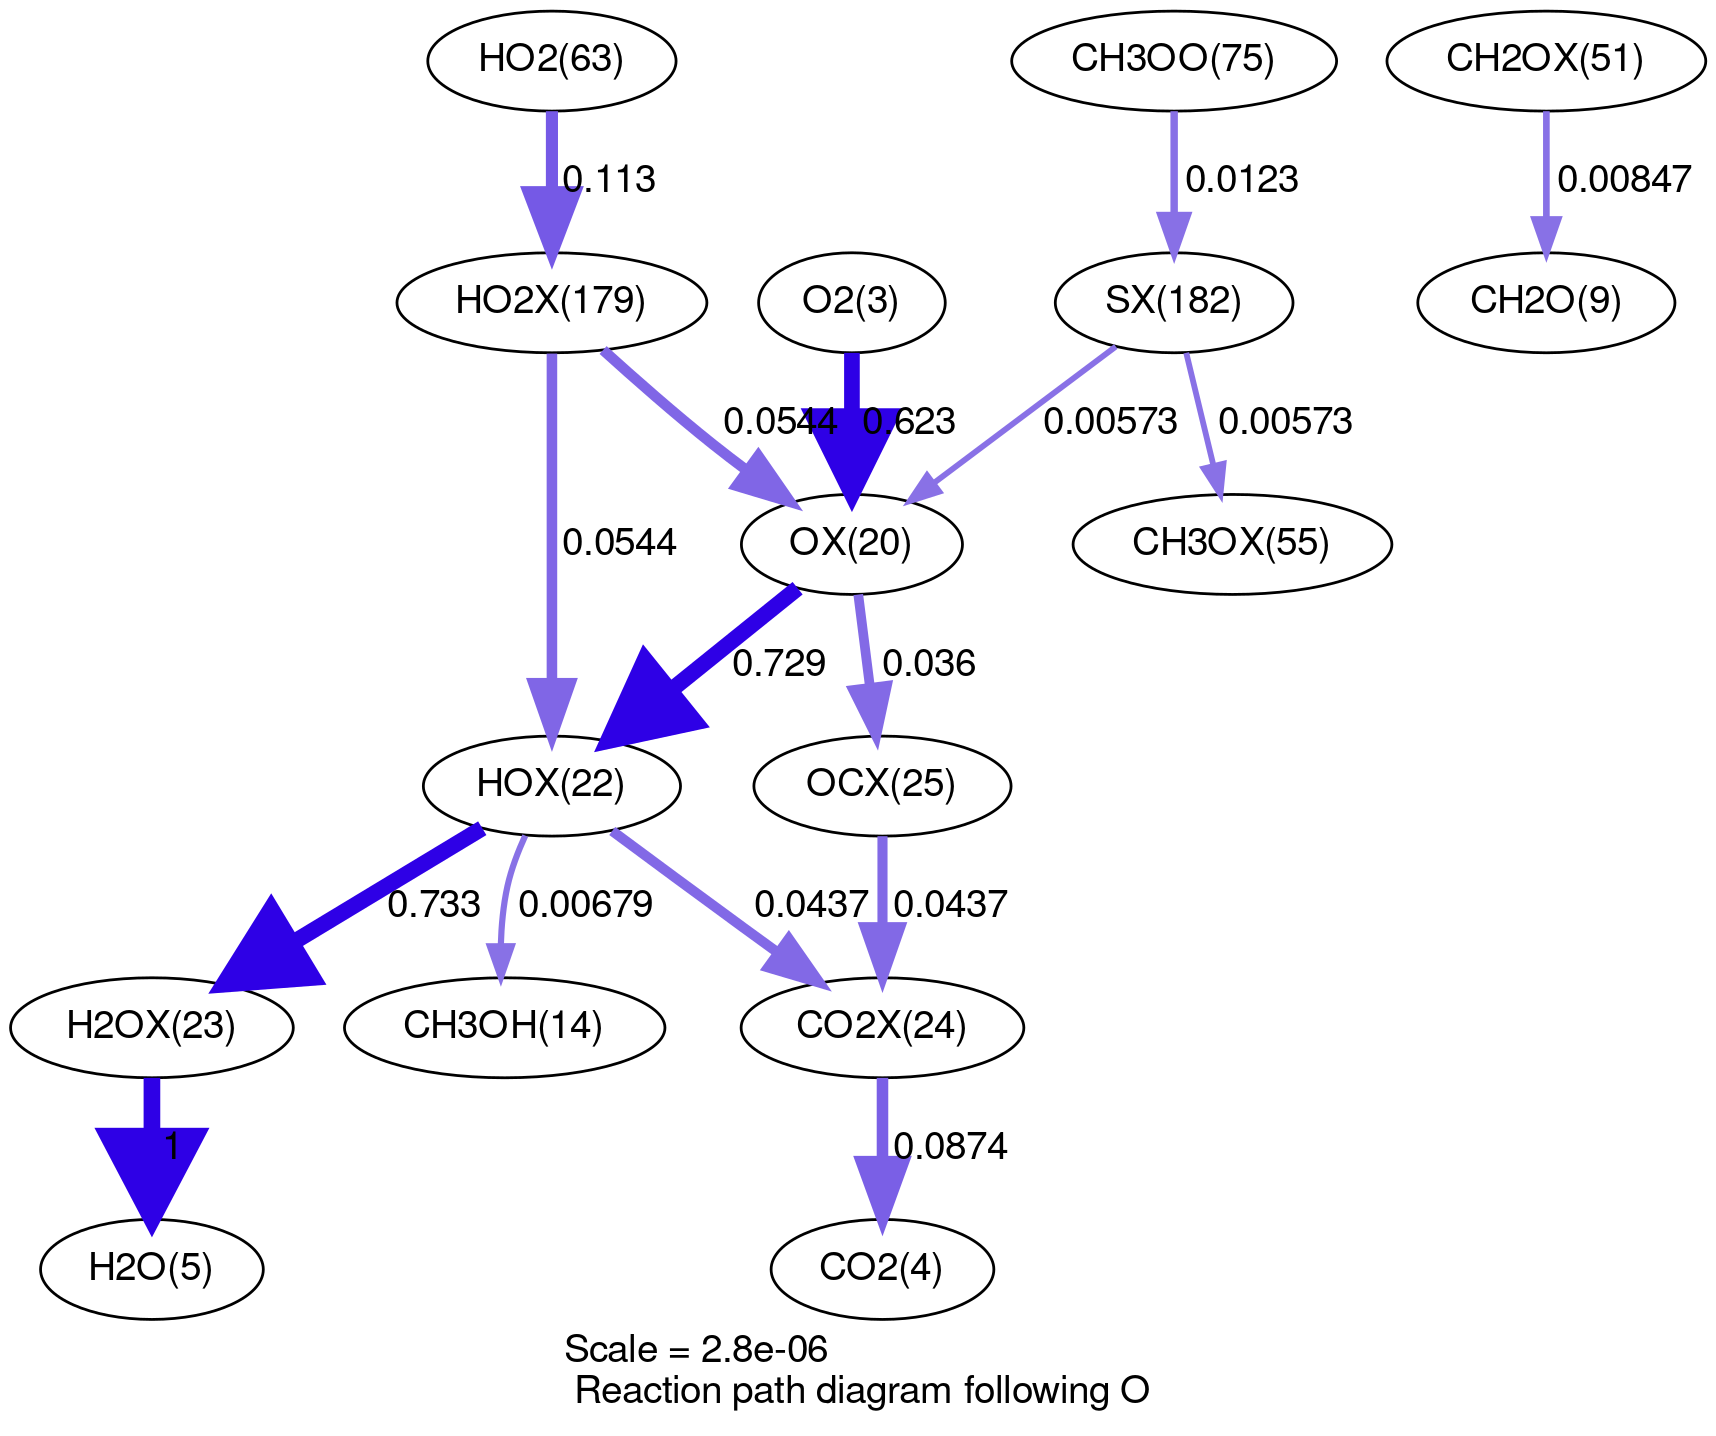 HO2(63)
CH3OO(75)
CH2OX(51)
0.113
0.0123
0.00847
HO2X(179)
O2(3)
SX(182)
CH2O(9)
0.0544
0.623
0.00573
0.00573
0.0544
OX(20)
CH3OX(55)
0.729
0.036
HOX(22)
OCX(25)
0.733
0.00679
0.0437
0.0437
H2OX(23)
CH3OH(14)
CO2X(24)
1
0.0874
H2O(5)
CO2(4)
Scale = 2.8e-06
Reaction path diagram following O